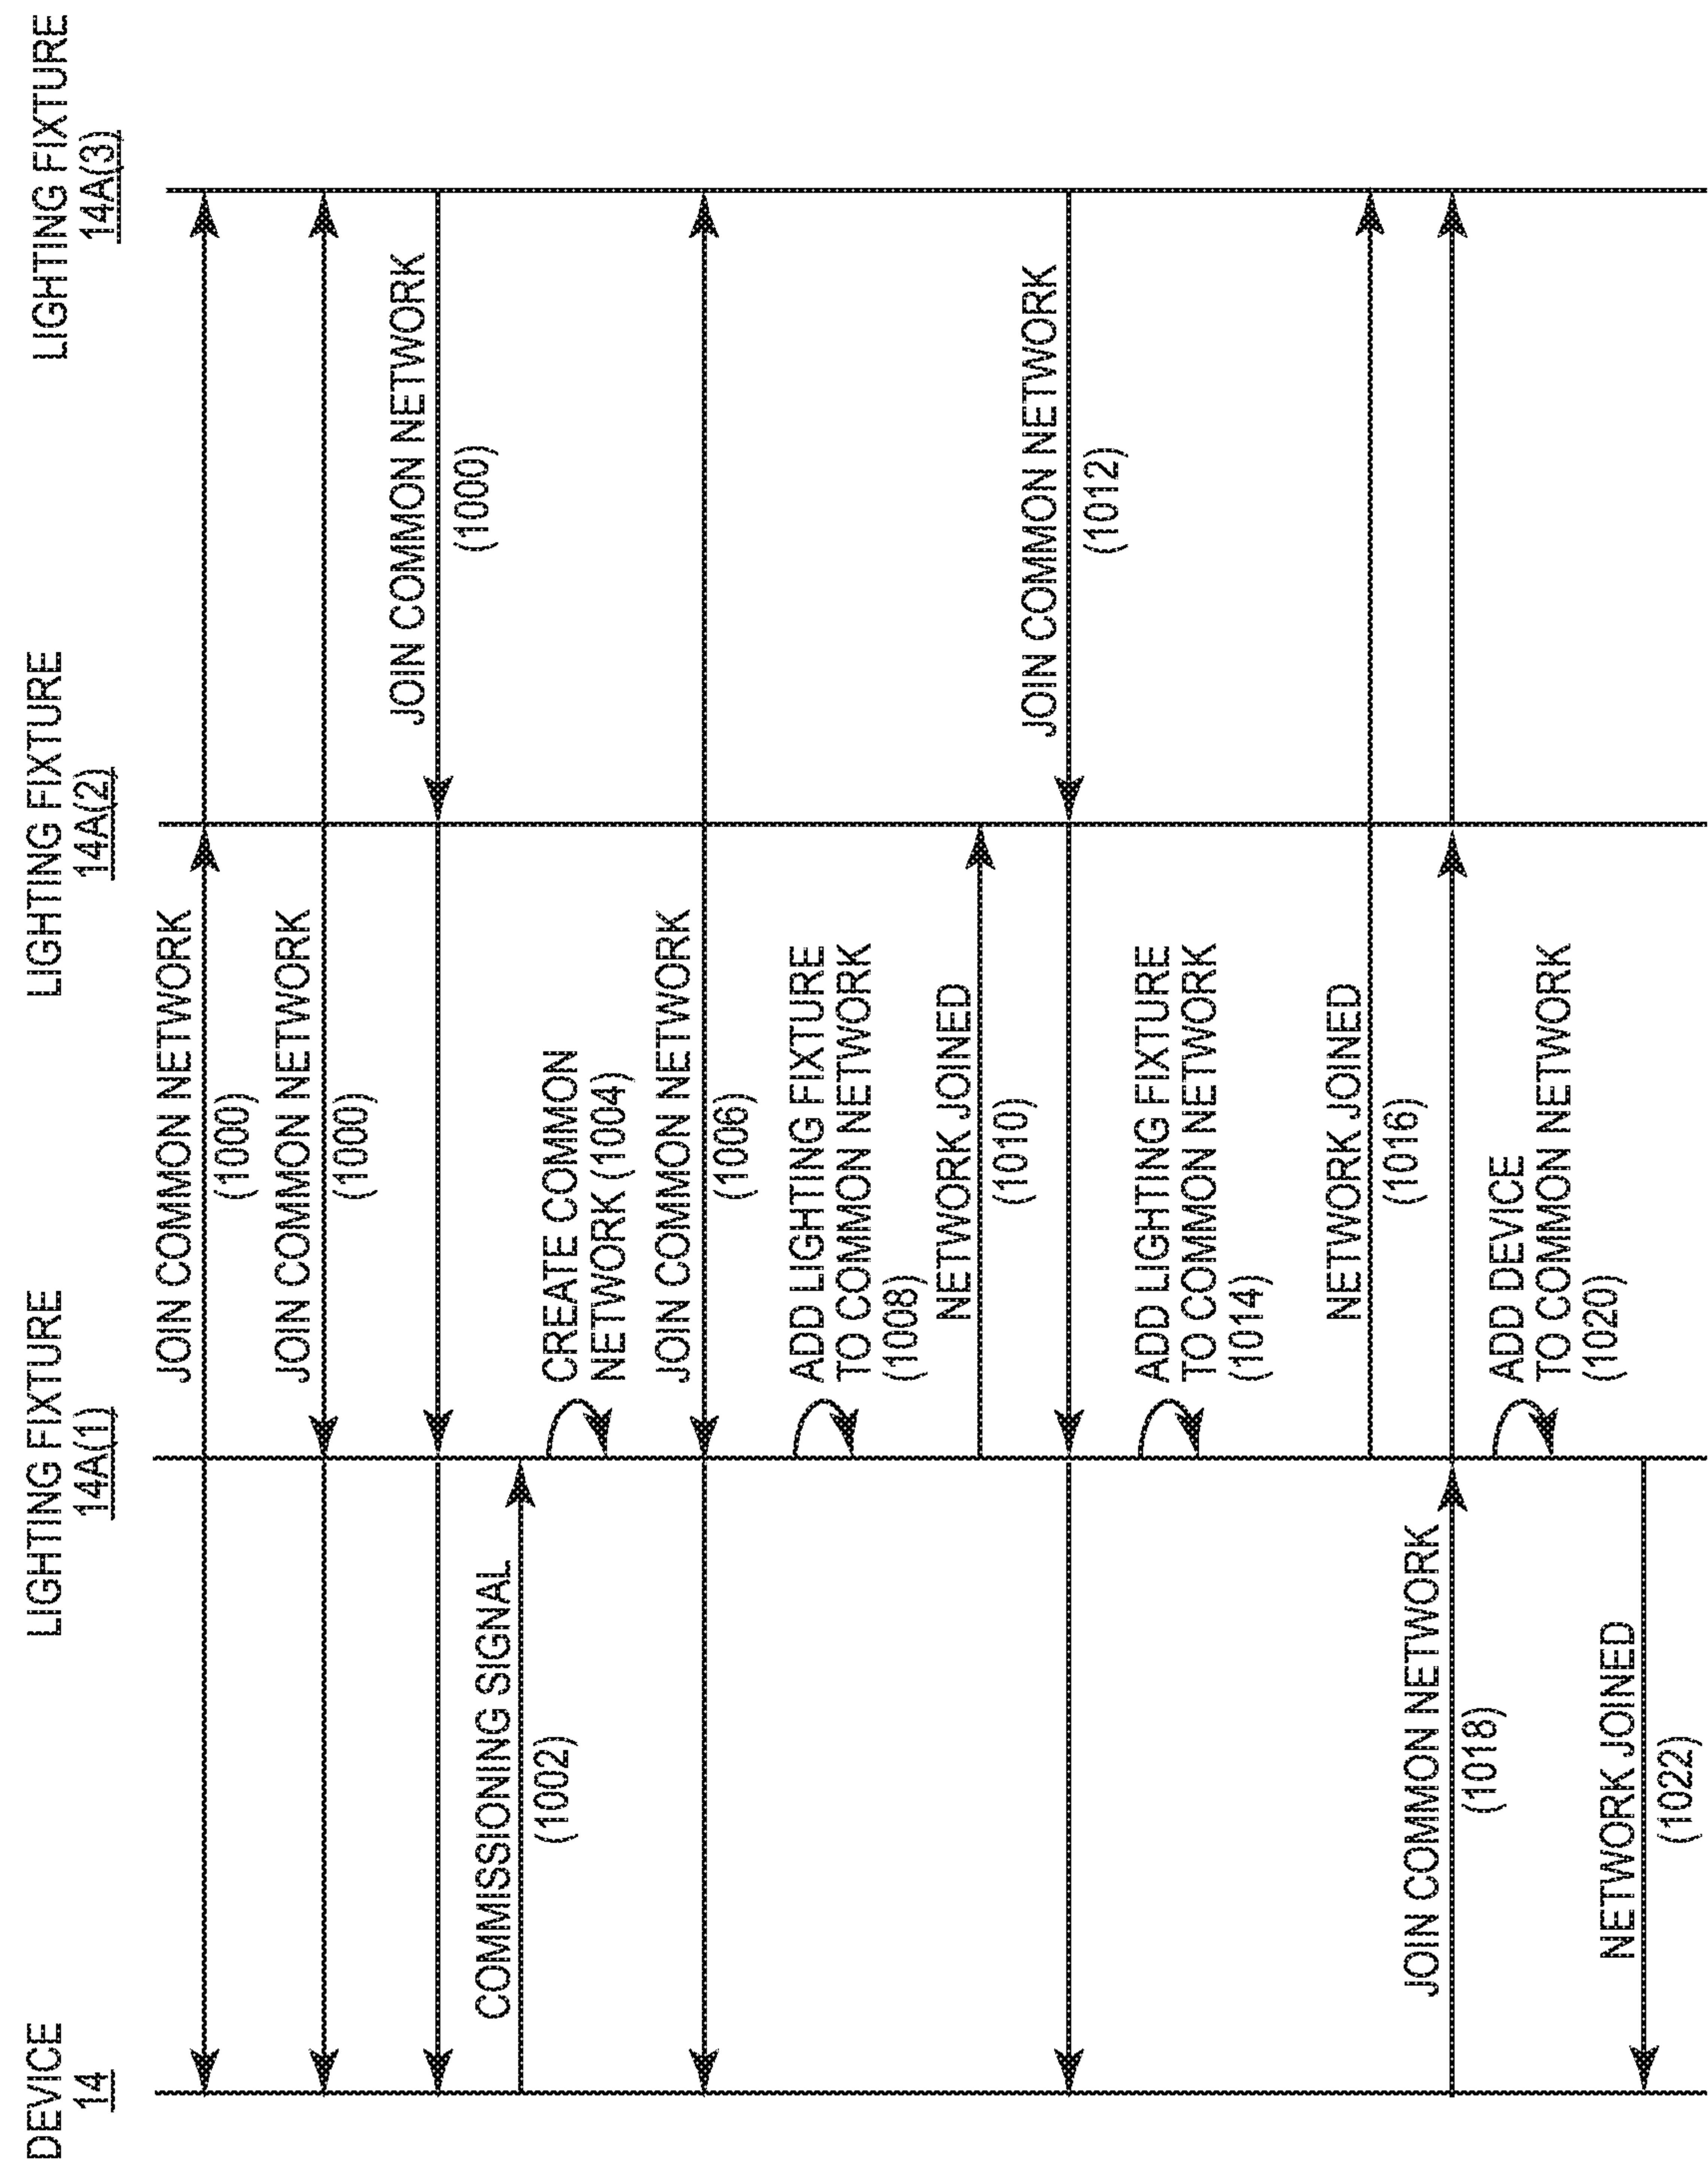 DEVICE
14
LIGHTING FIXTURE
14A(1)
LIGHTING FIXTURE
14A(2)
LIGHTING FIXTURE
14A(3)
JOIN COMMON NETWORK
(1000)
JOIN COMMON NETWORK
(1000)
JOIN COMMON NETWORK
(1000)
COMMISSIONING SIGNAL
(1002)
CREATE COMMON
NETWORK (1004)
JOIN COMMON NETWORK
(1006)
ADD LIGHTING FIXTURE
TO COMMON NETWORK
(1008)
NETWORK JOINED
(1010)
JOIN COMMON NETWORK
(1012)
ADD LIGHTING FIXTURE
TO COMMON NETWORK
(1014)
NETWORK JOINED
(1016)
JOIN COMMON NETWORK
(1018)
ADD DEVICE
TO COMMON NETWORK
(1020)
NETWORK JOINED
(1022)